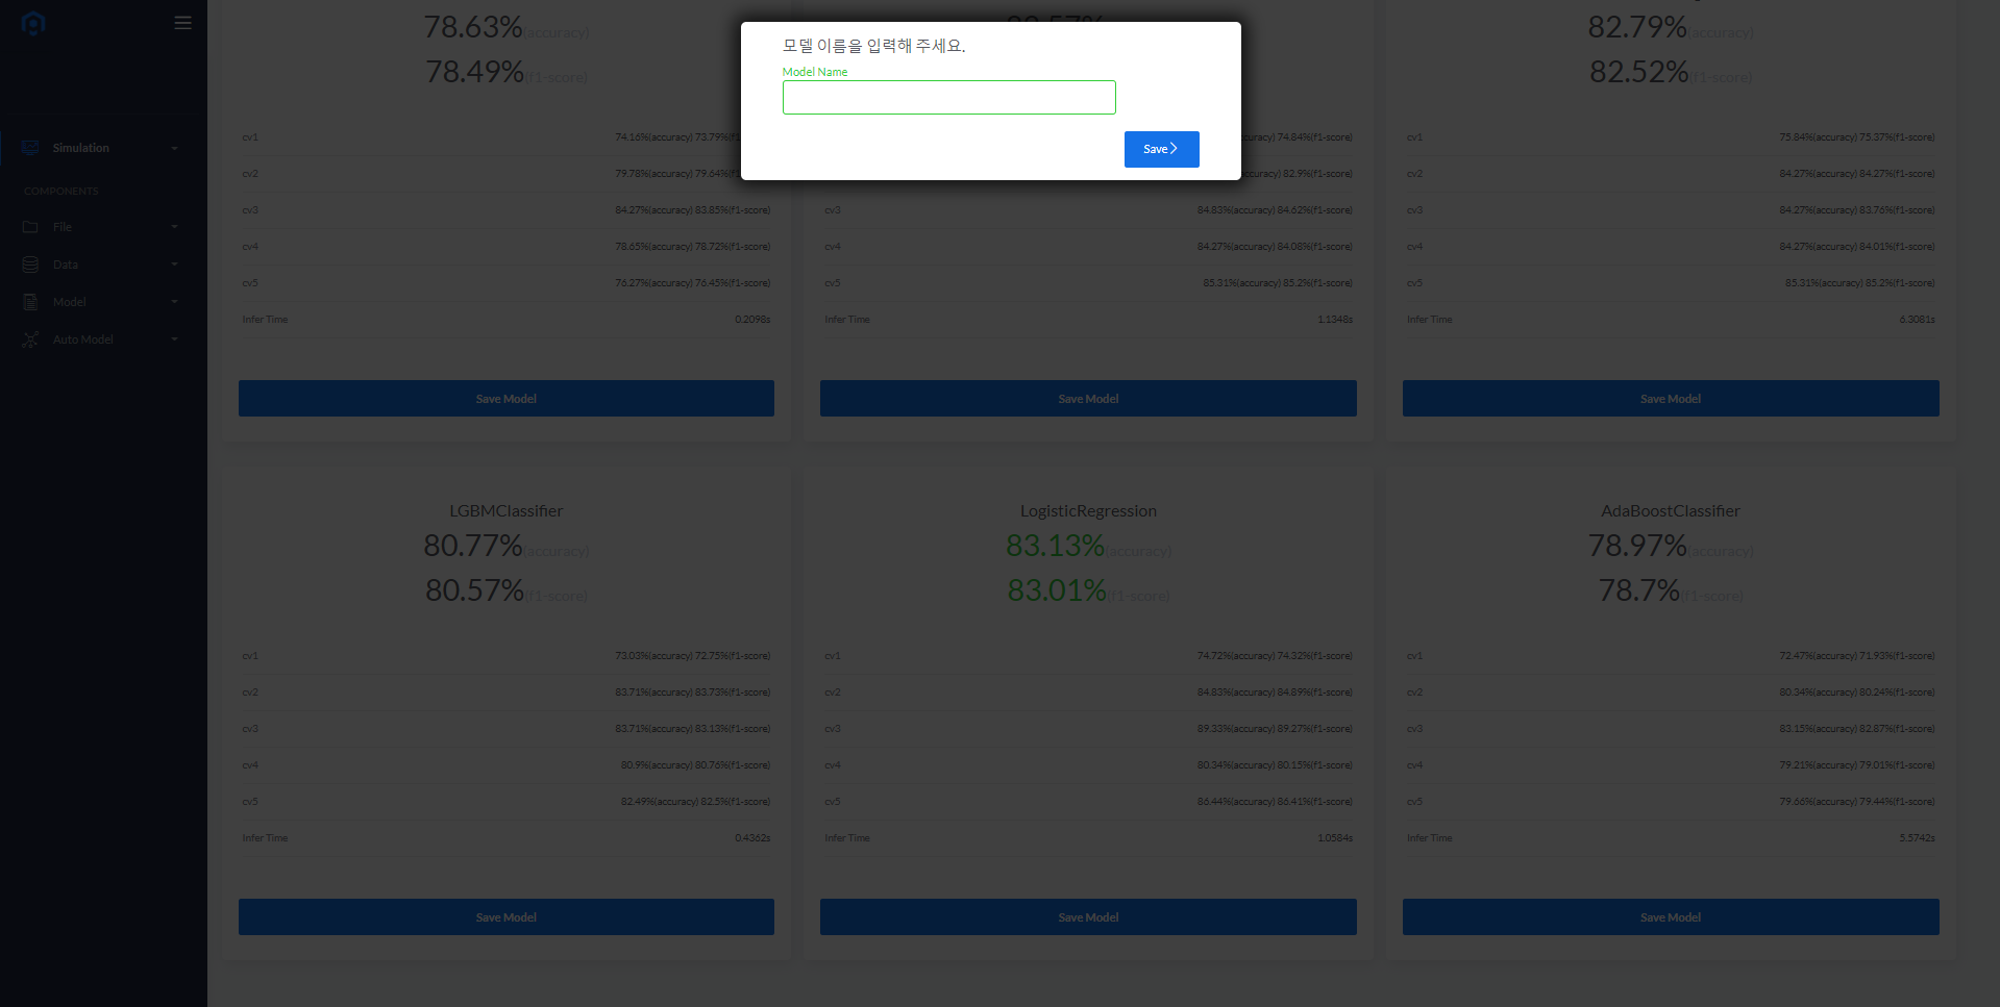 모델 이름을 입력해 주세요.
Model Name
Save
Simulation
COMPONENTS
File
Data
Model
Auto Model
78.63%(accuracy)
78.49%(f1-score)
cv1 74.16%(accuracy) 73.79%(f1
cv2 79.78%(accuracy) 79.64%(f1-sco
cv3 84.27%(accuracy) 83.85%(f1-score)
cv4 78.65%(accuracy) 78.72%(f1-score)
cv5 76.27%(accuracy) 76.45%(f1-score)
Infer Time 0.2098s
Save Model
curacy) 74.84%(f1-score)
curacy) 82.9%(f1-score)
cv3 84.83%(accuracy) 84.62%(f1-score)
cv4 84.27%(accuracy) 84.08%(f1-score)
cv5 85.31%(accuracy) 85.2%(f1-score)
Infer Time 1.1348s
Save Model
82.79%(accuracy)
82.52%(f1-score)
cv1 75.84%(accuracy) 75.37%(f1-score)
cv2 84.27%(accuracy) 84.27%(f1-score)
cv3 84.27%(accuracy) 83.76%(f1-score)
cv4 84.27%(accuracy) 84.01%(f1-score)
cv5 85.31%(accuracy) 85.2%(f1-score)
Infer Time 6.3081s
Save Model
LGBMClassifier
80.77%(accuracy)
80.57%(f1-score)
cv1 73.03%(accuracy) 72.75%(f1-score)
cv2 83.71%(accuracy) 83.73%(f1-score)
cv3 83.71%(accuracy) 83.13%(f1-score)
cv4 80.9%(accuracy) 80.76%(f1-score)
cv5 82.49%(accuracy) 82.5%(f1-score)
Infer Time 0.4362s
Save Model
LogisticRegression
83.13%(accuracy)
83.01%(f1-score)
cv1 74.72%(accuracy) 74.32%(f1-score)
cv2 84.83%(accuracy) 84.89%(f1-score)
cv3 89.33%(accuracy) 89.27%(f1-score)
cv4 80.34%(accuracy) 80.15%(f1-score)
cv5 86.44%(accuracy) 86.41%(f1-score)
Infer Time 1.0584s
Save Model
AdaBoostClassifier
78.97%(accuracy)
78.7%(f1-score)
cv1 72.47%(accuracy) 71.93%(f1-score)
cv2 80.34%(accuracy) 80.24%(f1-score)
cv3 83.15%(accuracy) 82.87%(f1-score)
cv4 79.21%(accuracy) 79.01%(f1-score)
cv5 79.66%(accuracy) 79.44%(f1-score)
Infer Time 5.5742s
Save Model